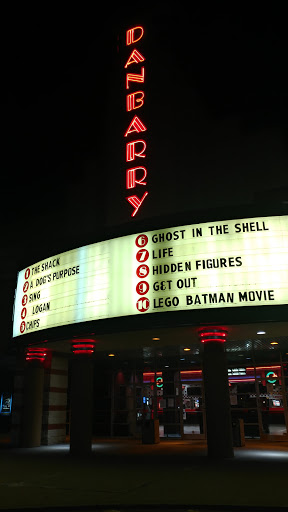 DANBARRY
1 THE SHACK
2 A DOG'S PURPOSE
3 SING
4 LOGAN
5 CHIPS
6 GHOST IN THE SHELL
7 LIFE
8 HIDDEN FIGURES
9 GET OUT
10 LEGO BATMAN MOVIE